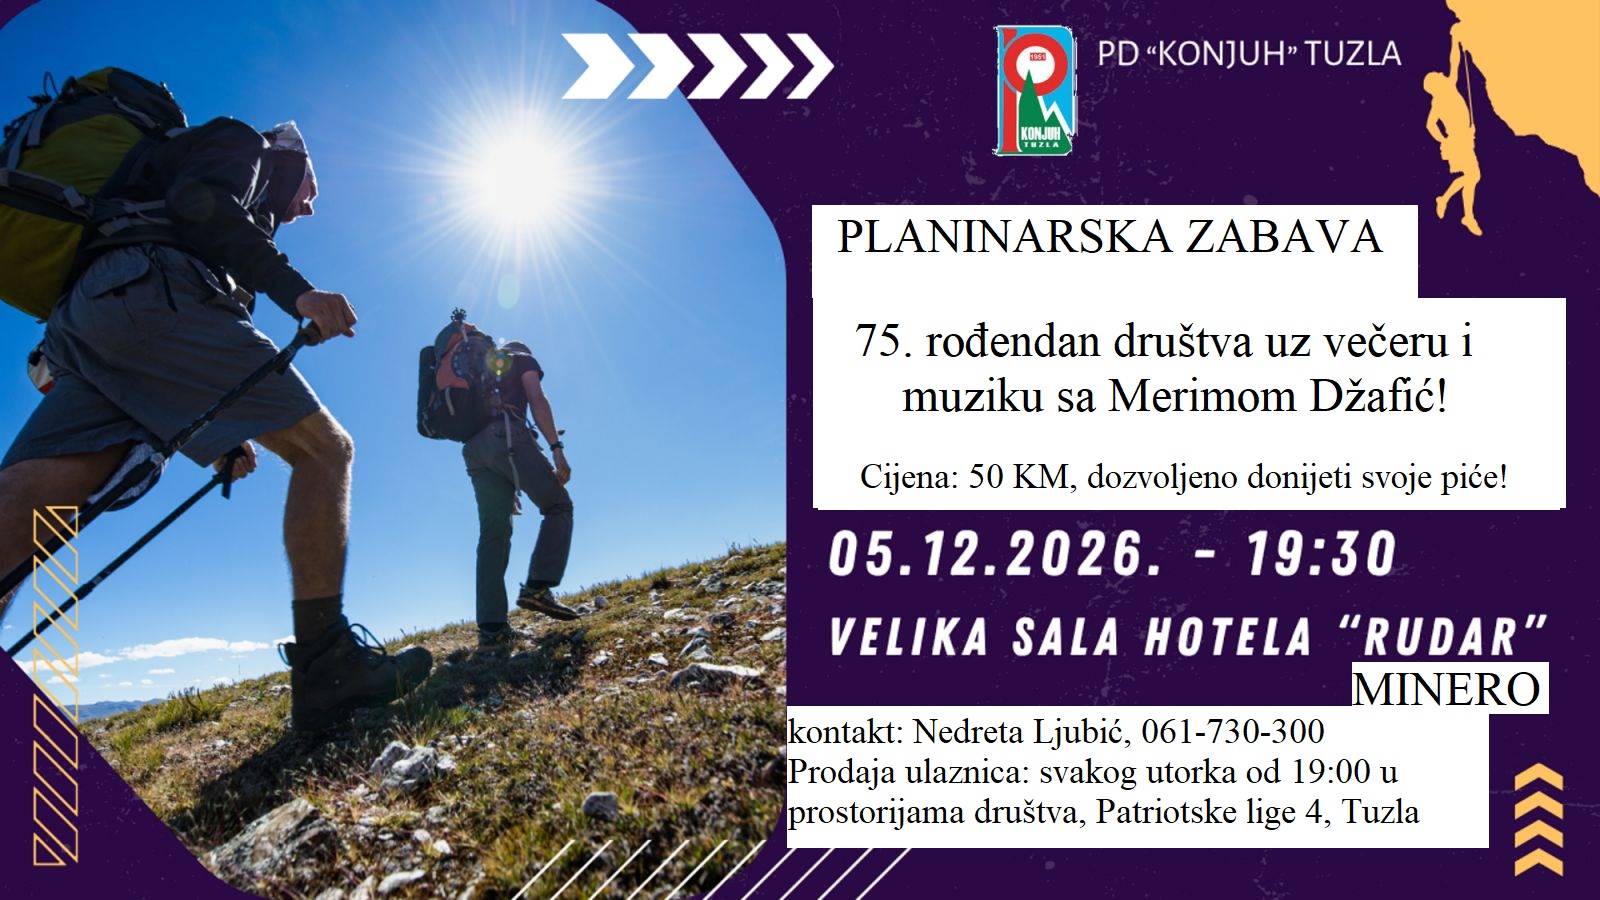 PD “KONJUH” TUZLA
1951
KONJUH
TUZLA
PLANINARSKA ZABAVA
75. rođendan društva uz večeru i
muziku sa Merimom Džafić!
Cijena: 50 KM, dozvoljeno donijeti svoje piće!
05.12.2026. - 19:30
VELIKA SALA HOTELA “RUDAR”
MINERO
kontakt: Nedreta Ljubić, 061-730-300
Prodaja ulaznica: svakog utorka od 19:00 u
prostorijama društva, Patriotske lige 4, Tuzla